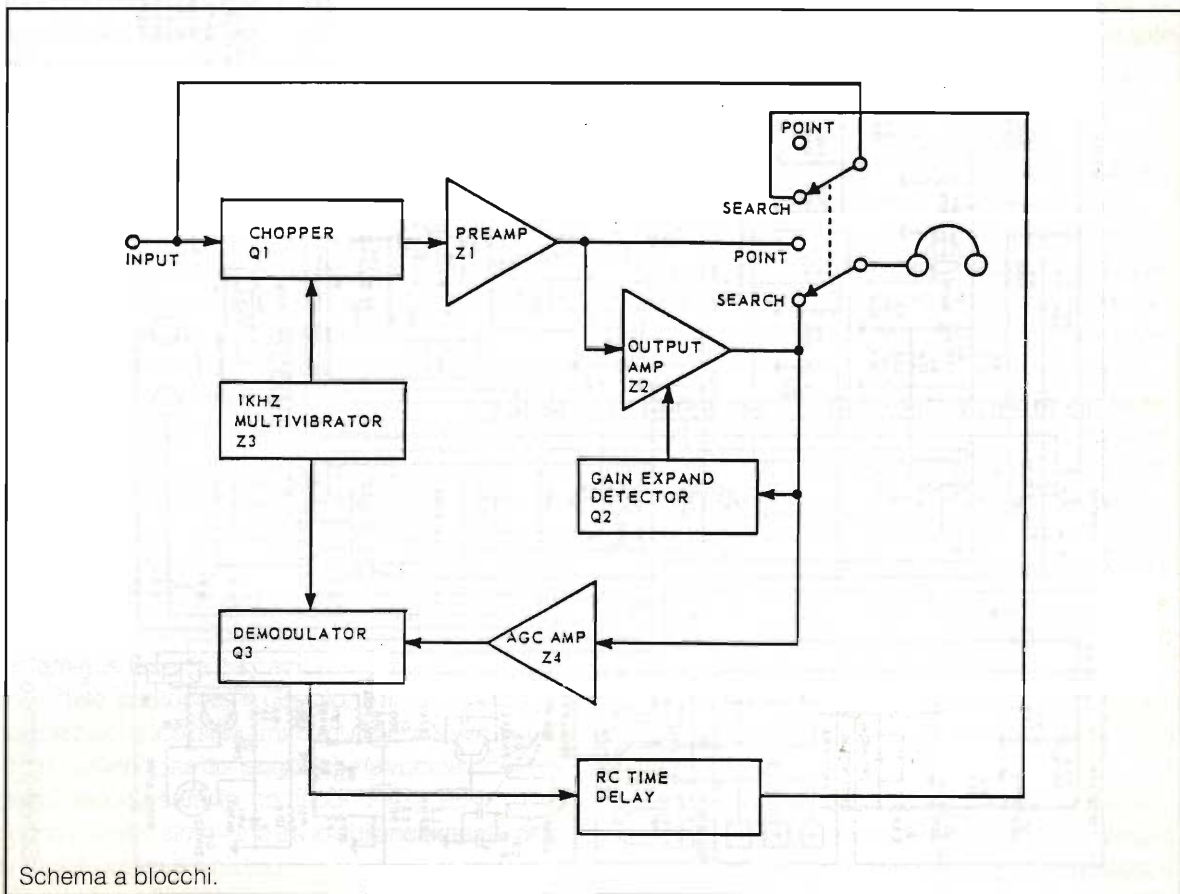 POINT
SEARCH
INPUT
CHOPPER
Q1
PREAMP
Z1
POINT
SEARCH
OUTPUT
AMP
Z2
1KHZ
MULTIVIBRATOR
Z3
GAIN EXPAND
DETECTOR
Q2
DEMODULATOR
Q3
AGC AMP
Z4
RC TIME
DELAY
Schema a blocchi.